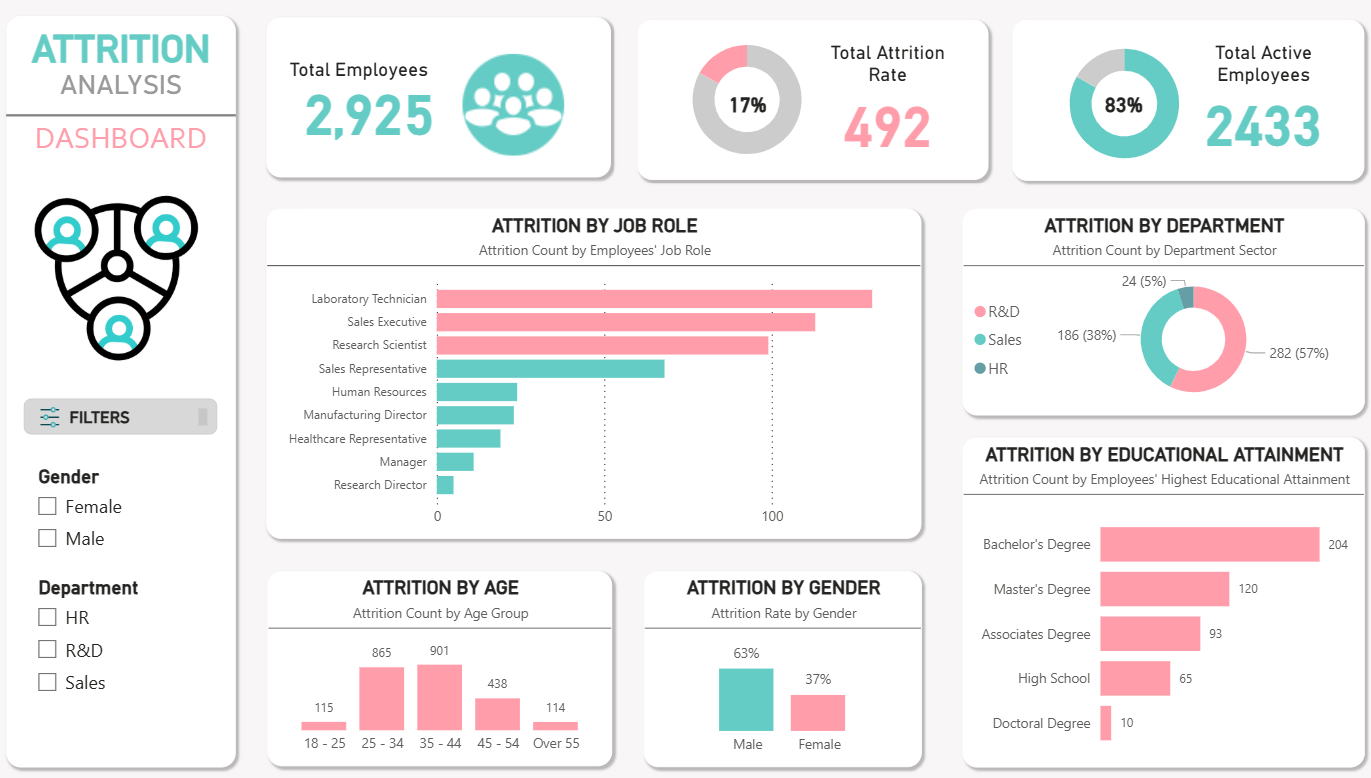 ATTRITION
ANALYSIS
DASHBOARD
FILTERS
Gender
Female
Male
Department
HR
R&D
Sales
Total Employees
2,925
17%
Total Attrition
Rate
492
83%
Total Active
Employees
2433
ATTRITION BY JOB ROLE
Attrition Count by Employees' Job Role
Laboratory Technician
Sales Executive
Research Scientist
Sales Representative
Human Resources
Manufacturing Director
Healthcare Representative
Manager
Research Director
0 50 100
ATTRITION BY DEPARTMENT
Attrition Count by Department Sector
R&D
Sales
HR
24 (5%)
186 (38%)
282 (57%)
ATTRITION BY AGE
Attrition Count by Age Group
115 865 901 438 114
18 - 25 25 - 34 35 - 44 45 - 54 Over 55
ATTRITION BY GENDER
Attrition Rate by Gender
63% 37%
Male Female
ATTRITION BY EDUCATIONAL ATTAINMENT
Attrition Count by Employees' Highest Educational Attainment
Bachelor's Degree 204
Master's Degree 120
Associates Degree 93
High School 65
Doctoral Degree 10